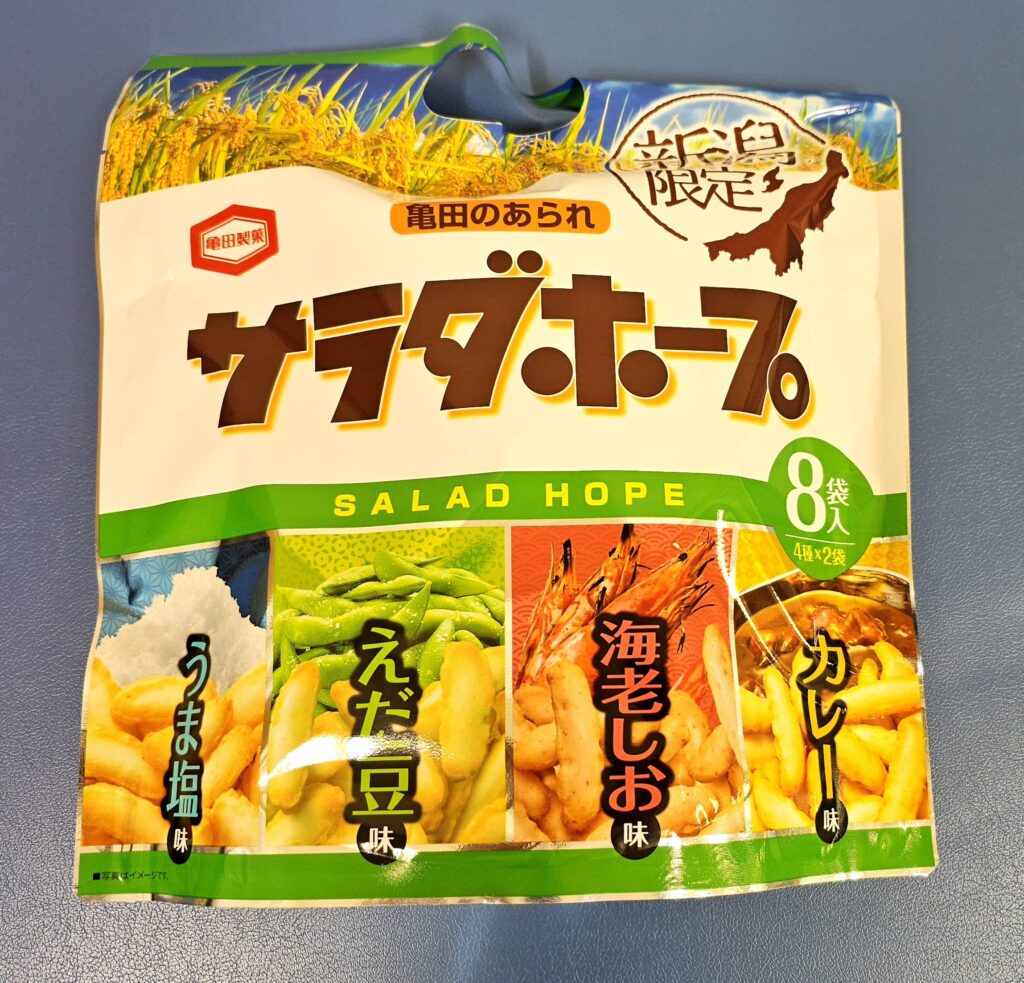 新潟
限定
亀田のあられ
亀田製菓
サラダホープ
SALAD HOPE
8袋入
4種×2袋
うま塩味
えだ豆味
海老しお味
カレー味
■写真はイメージです。